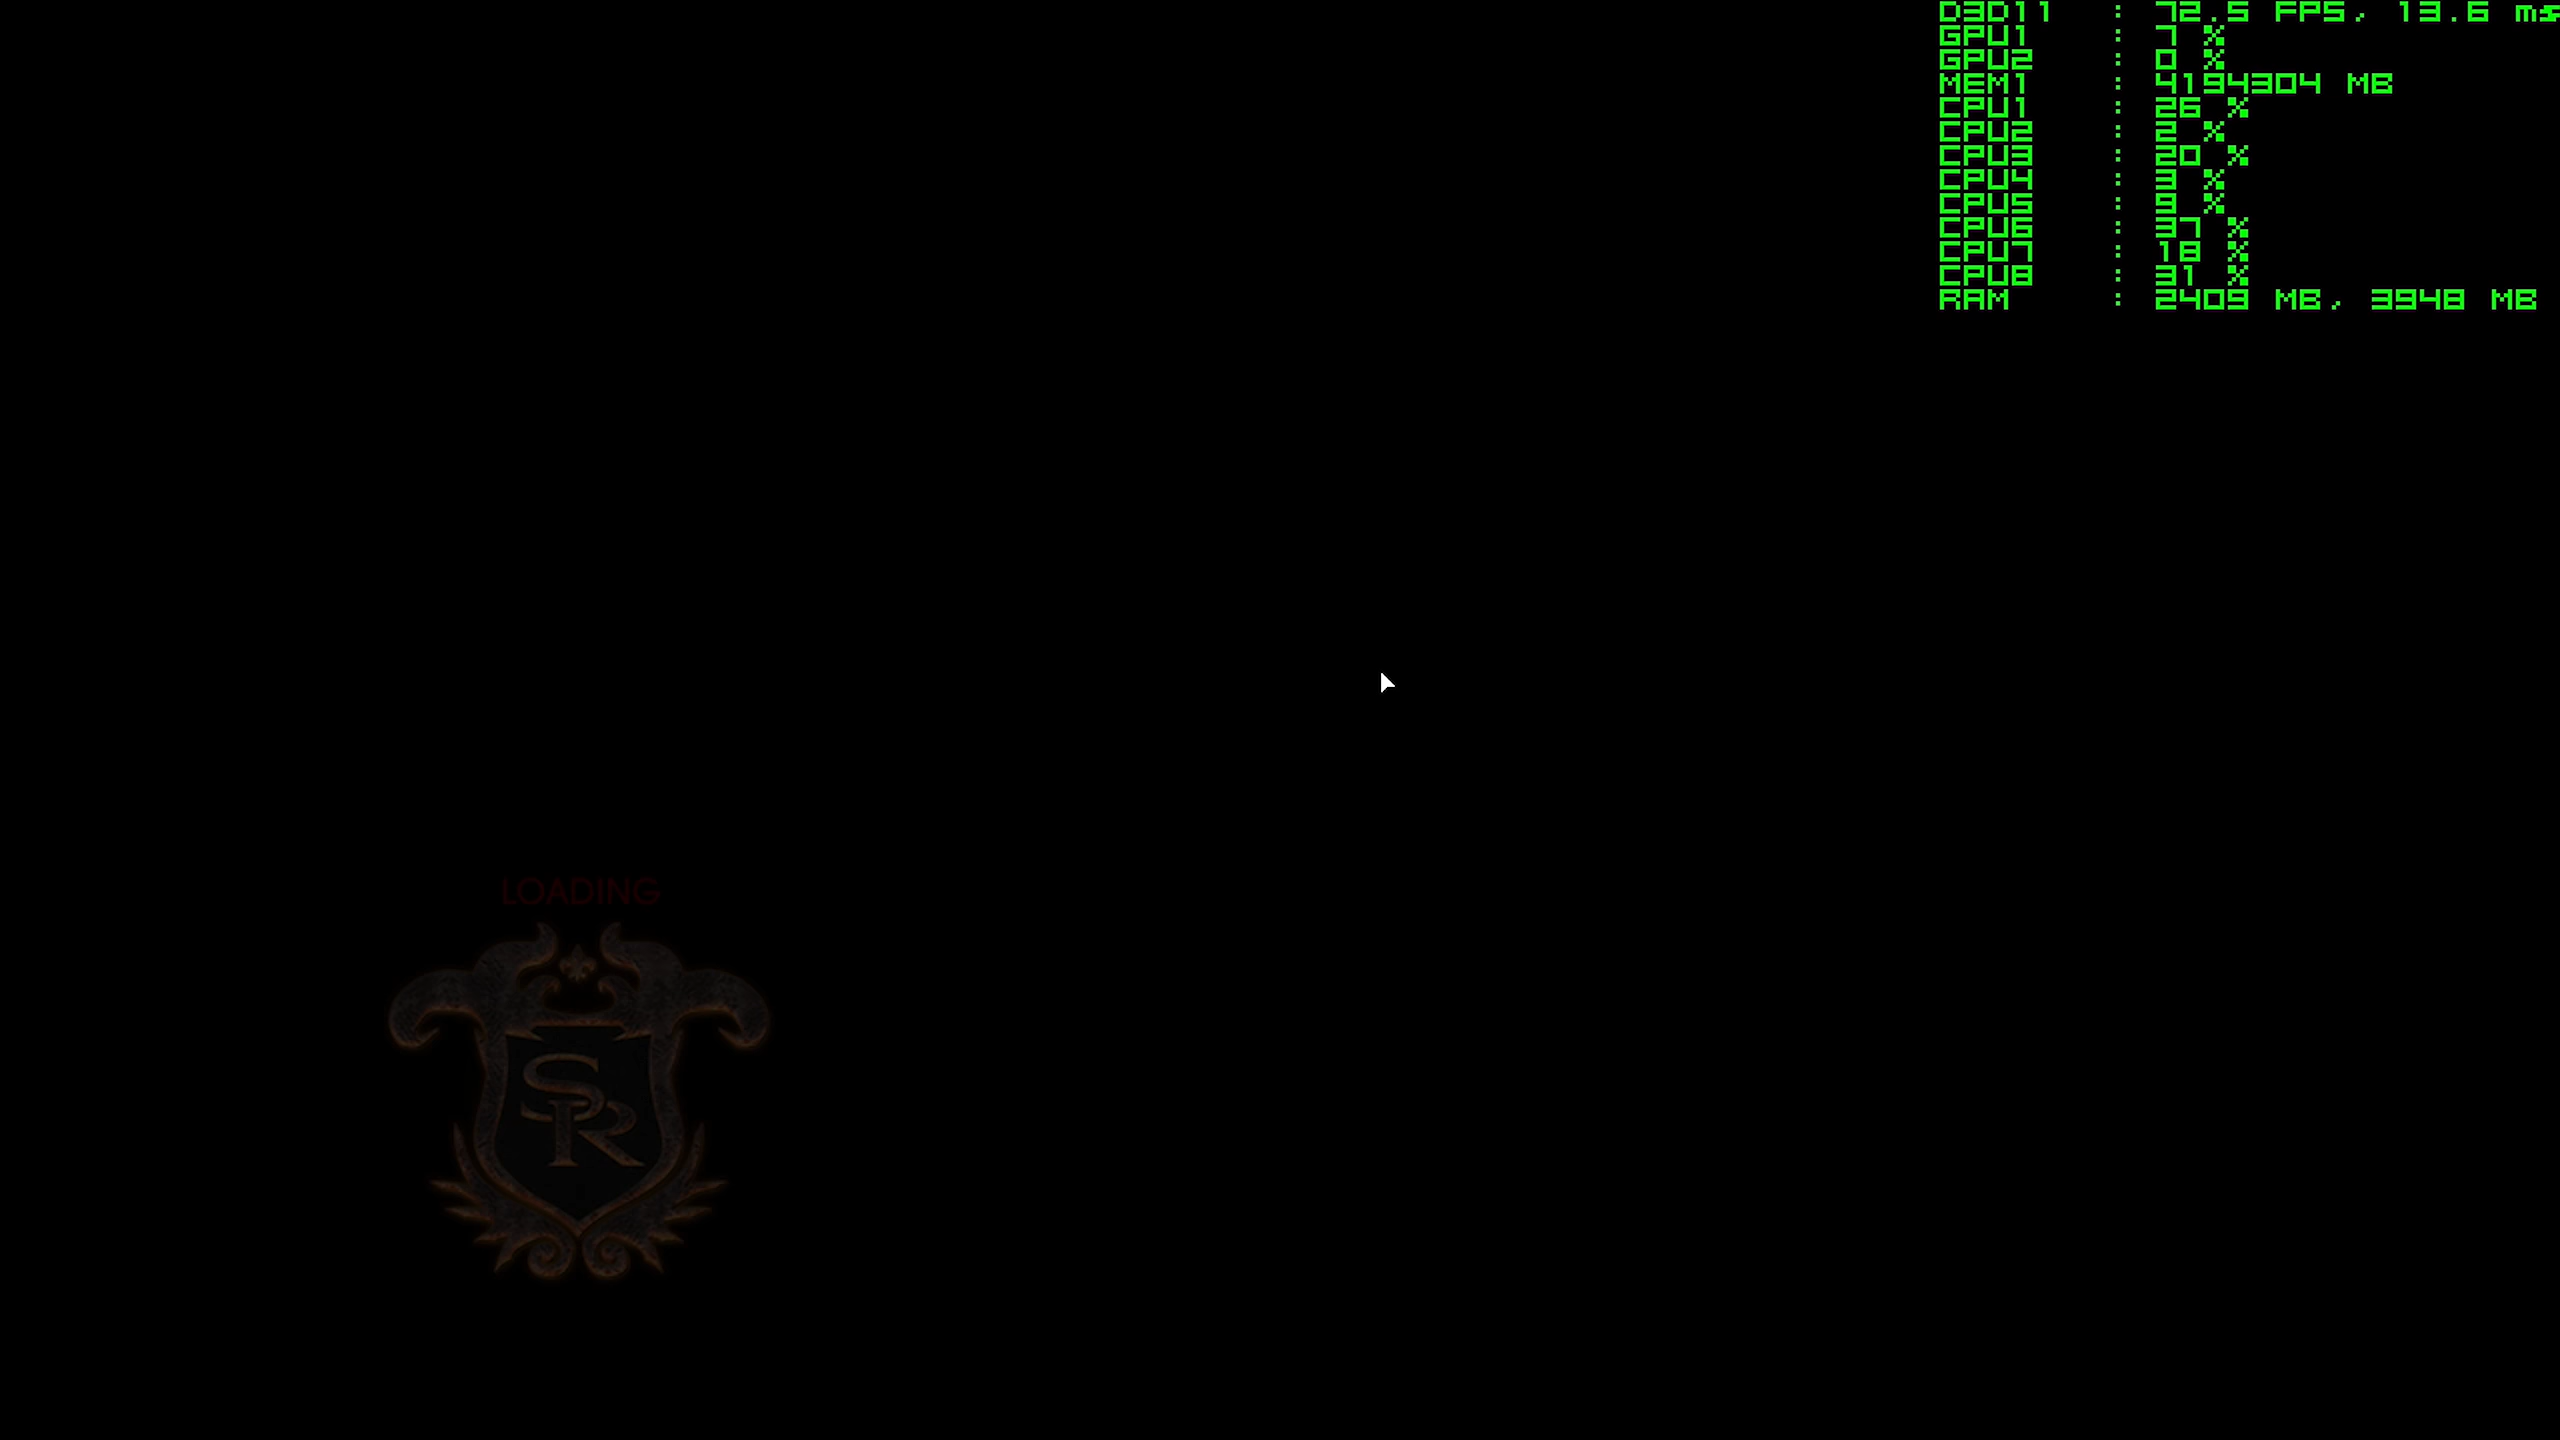 D3D11 : 72.5 FPS, 13.6 ms
GPU1 : 7 %
GPU2 : 0 %
MEM1 : 4194304 MB
CPU1 : 26 %
CPU2 : 2 %
CPU3 : 20 %
CPU4 : 3 %
CPU5 : 9 %
CPU6 : 37 %
CPU7 : 18 %
CPU8 : 31 %
RAM : 2409 MB, 3948 MB
LOADING
SR